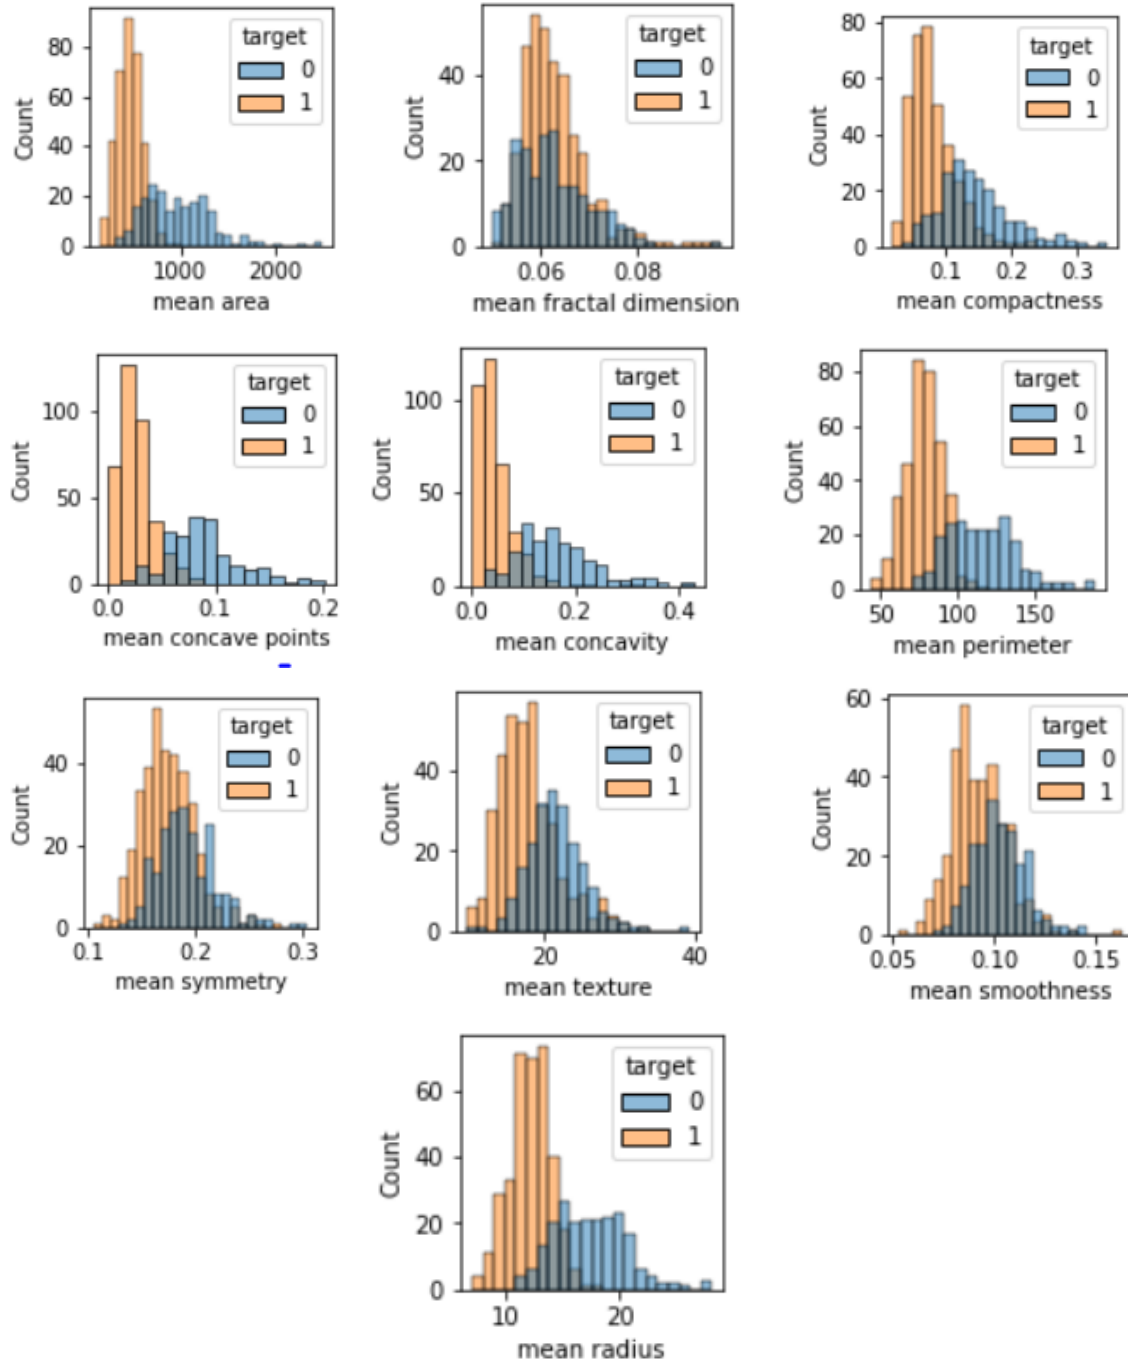 target
0
1
Count
80
60
40
20
0
1000
2000
mean area
target
0
1
Count
40
20
0
0.06
0.08
mean fractal dimension
target
0
1
Count
80
60
40
20
0
0.1
0.2
0.3
mean compactness
target
0
1
Count
100
50
0
0.0
0.1
0.2
mean concave points
target
0
1
Count
100
50
0
0.0
0.2
0.4
mean concavity
target
0
1
Count
80
60
40
20
0
50
100
150
mean perimeter
target
0
1
Count
40
20
0
0.1
0.2
0.3
mean symmetry
target
0
1
Count
40
20
0
20
40
mean texture
target
0
1
Count
60
40
20
0
0.05
0.10
0.15
mean smoothness
target
0
1
Count
60
40
20
0
10
20
mean radius